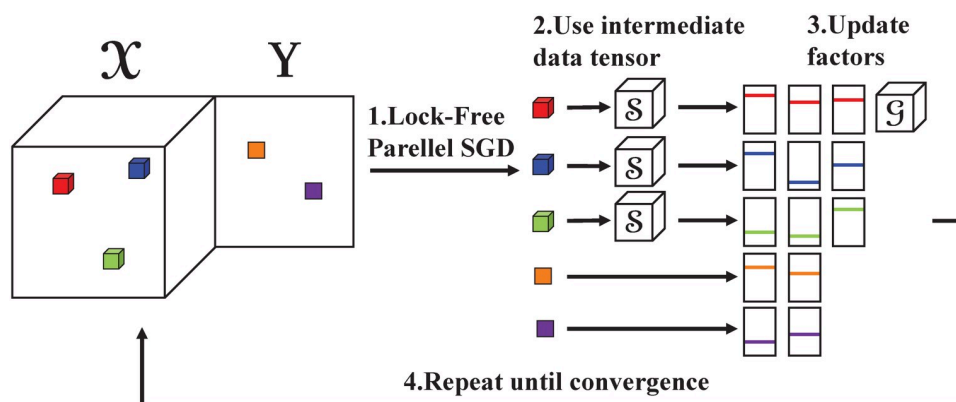 𝒳 Y
1.Lock-Free
Parellel SGD
2.Use intermediate
data tensor
3.Update
factors
S
S
S
G
4.Repeat until convergence